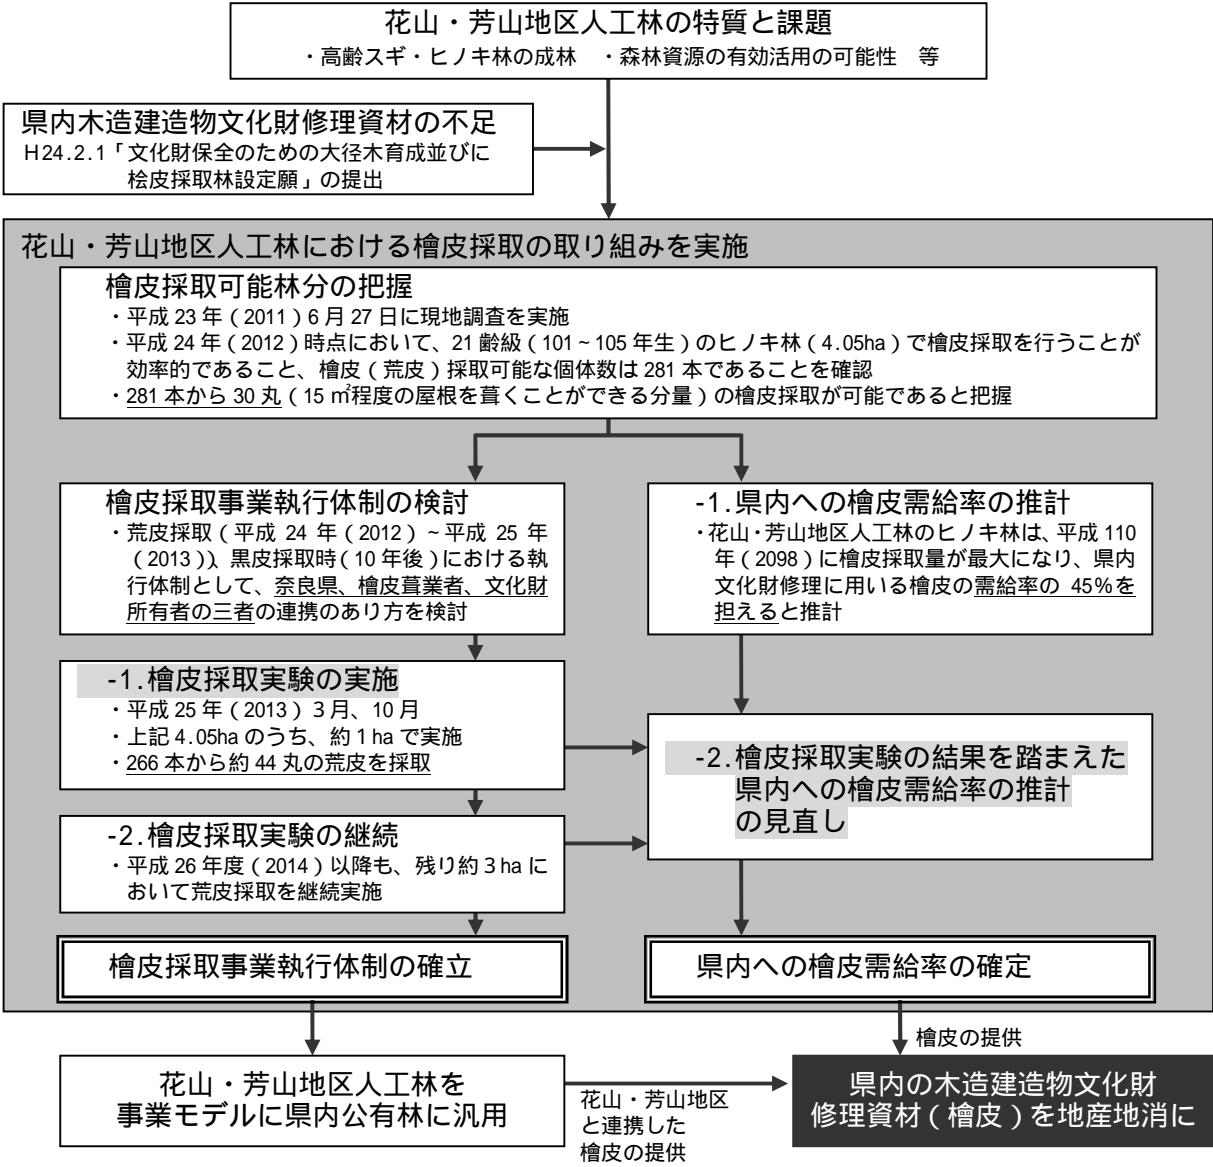 花山・芳山地区人工林の特質と課題
・高齢スギ・ヒノキ林の成林　・森林資源の有効活用の可能性　等
県内木造建造物文化財修理資材の不足
H24.2.1「文化財保全のための大径木育成並びに
桧皮採取林設定願」の提出
花山・芳山地区人工林における檜皮採取の取り組みを実施
檜皮採取可能林分の把握
・平成 23 年（2011）6 月 27 日に現地調査を実施
・平成 24 年（2012）時点において、21 齢級（101～105 年生）のヒノキ林（4.05ha）で檜皮採取を行うことが
効率的であること、檜皮（荒皮）採取可能な個体数は 281 本であることを確認
・281 本から 30 丸（15 ㎡程度の屋根を葺くことができる分量）の檜皮採取が可能であると把握
檜皮採取事業執行体制の検討
・荒皮採取（平成 24 年（2012）～平成 25 年
（2013））、黒皮採取時（10 年後）における執
行体制として、奈良県、檜皮葺業者、文化財
所有者の三者の連携のあり方を検討
-1.県内への檜皮需給率の推計
・花山・芳山地区人工林のヒノキ林は、平成 110
年（2098）に檜皮採取量が最大になり、県内
文化財修理に用いる檜皮の需給率の 45％を
担えると推計
-1.檜皮採取実験の実施
・平成 25 年（2013）3 月、10 月
・上記 4.05ha のうち、約 1 ha で実施
・266 本から約 44 丸の荒皮を採取
-2.檜皮採取実験の結果を踏まえた
県内への檜皮需給率の推計
の見直し
-2.檜皮採取実験の継続
・平成 26 年度（2014）以降も、残り約 3 ha に
おいて荒皮採取を継続実施
檜皮採取事業執行体制の確立
県内への檜皮需給率の確定
檜皮の提供
花山・芳山地区人工林を
事業モデルに県内公有林に汎用
花山・芳山地区
と連携した
檜皮の提供
県内の木造建造物文化財
修理資材（檜皮）を地産地消に